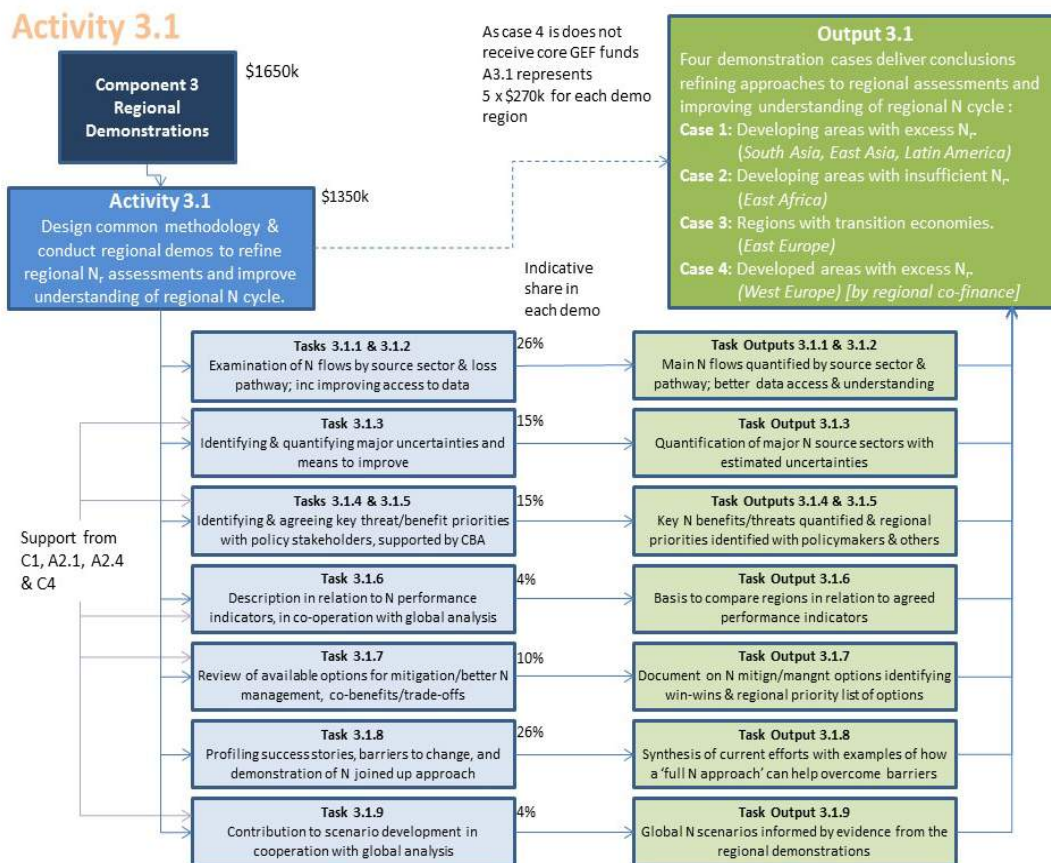 Activity 3.1
Component 3
Regional
Demonstrations
$1650k
As case 4 is does not
receive core GEF funds
A3.1 represents
5 x $270k for each demo
region
Output 3.1
Four demonstration cases deliver conclusions
refining approaches to regional assessments and
improving understanding of regional N cycle :
Case 1: Developing areas with excess Nr.
(South Asia, East Asia, Latin America)
Case 2: Developing areas with insufficient Nr.
(East Africa)
Case 3: Regions with transition economies.
(East Europe)
Case 4: Developed areas with excess Nr.
(West Europe) [by regional co-finance]
Activity 3.1
Design common methodology &
conduct regional demos to refine
regional Nr assessments and improve
understanding of regional N cycle.
$1350k
Indicative
share in
each demo
Tasks 3.1.1 & 3.1.2
Examination of N flows by source sector & loss
pathway; inc improving access to data
26%
Task Outputs 3.1.1 & 3.1.2
Main N flows quantified by source sector &
pathway; better data access & understanding
Task 3.1.3
Identifying & quantifying major uncertainties and
means to improve
15%
Task Output 3.1.3
Quantification of major N source sectors with
estimated uncertainties
Tasks 3.1.4 & 3.1.5
Identifying & agreeing key threat/benefit priorities
with policy stakeholders, supported by CBA
15%
Task Outputs 3.1.4 & 3.1.5
Key N benefits/threats quantified & regional
priorities identified with policymakers & others
Support from
C1, A2.1, A2.4
& C4
Task 3.1.6
Description in relation to N performance
indicators, in co-operation with global analysis
4%
Task Output 3.1.6
Basis to compare regions in relation to agreed
performance indicators
Task 3.1.7
Review of available options for mitigation/better N
management, co-benefits/trade-offs
10%
Task Output 3.1.7
Document on N mitign/mangnt options identifying
win-wins & regional priority list of options
Task 3.1.8
Profiling success stories, barriers to change, and
demonstration of N joined up approach
26%
Task Output 3.1.8
Synthesis of current efforts with examples of how
a 'full N approach' can help overcome barriers
Task 3.1.9
Contribution to scenario development in
cooperation with global analysis
4%
Task Output 3.1.9
Global N scenarios informed by evidence from the
regional demonstrations